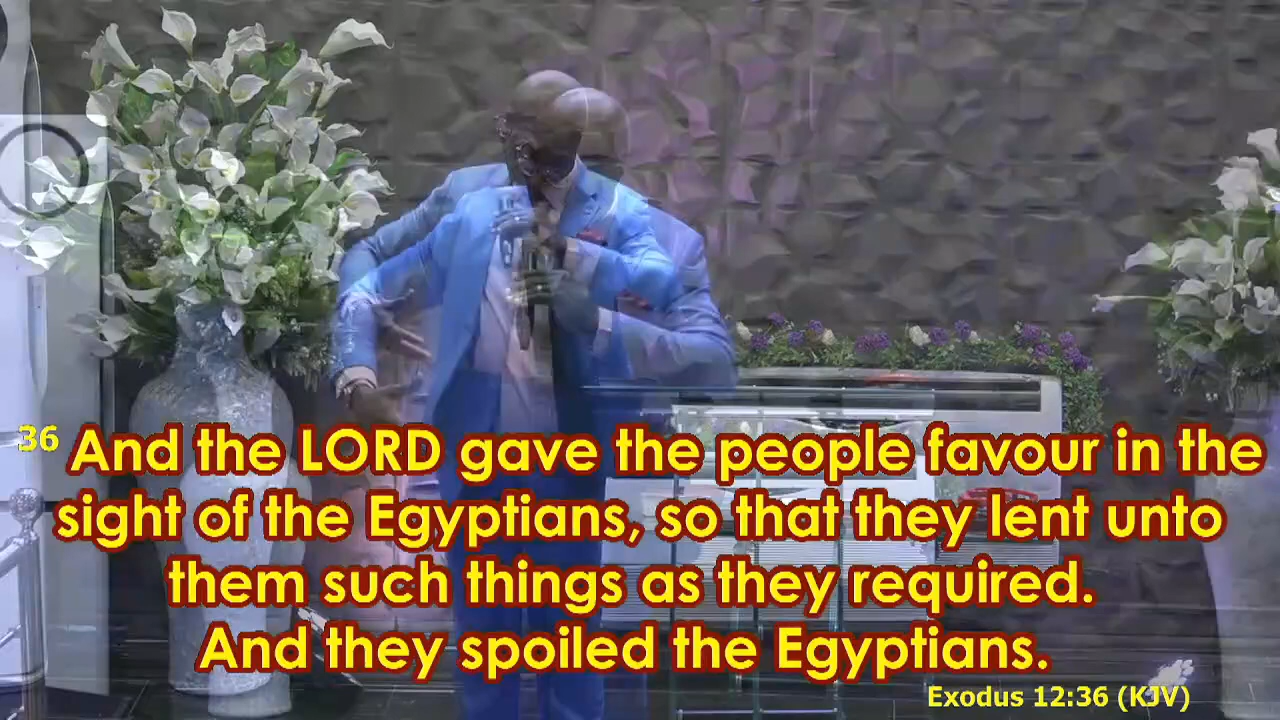 36 And the LORD gave the people favour in the
sight of the Egyptians, so that they lent unto
them such things as they required.
And they spoiled the Egyptians.
Exodus 12:36 (KJV)